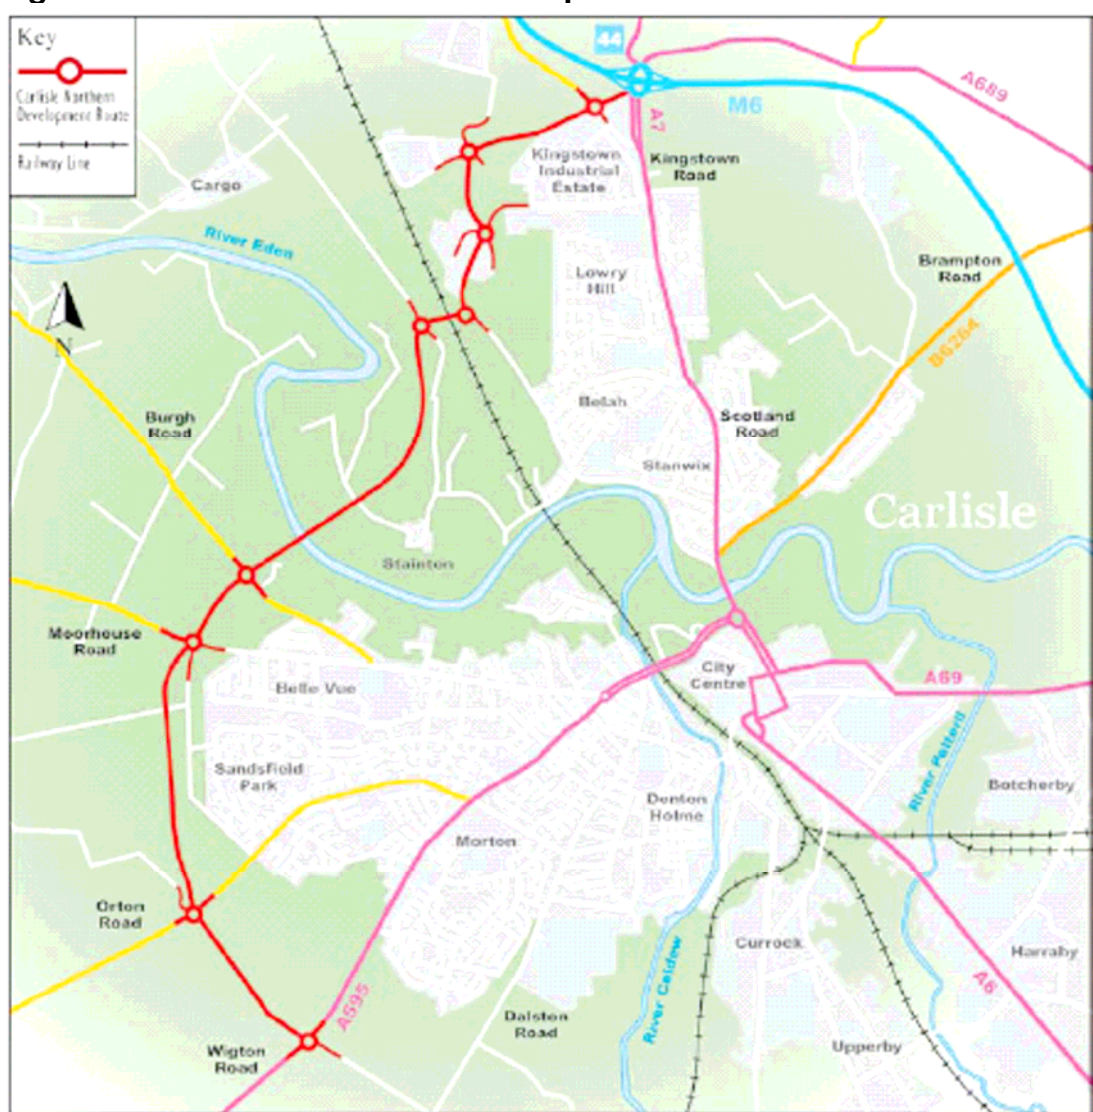 Key
Carlisle Northern
Development Route
Railway Line
44
A689
M6
A7
Kingstown
Road
Kingstown
Industrial
Estate
Cargo
River Eden
Brampton
Road
Lowry
Hill
B6264
N
Burgh
Road
Belah
Scotland
Road
Stanwix
Carlisle
Stainton
Moorhouse
Road
City
Centre
A69
Belle Vue
River Petteril
Sandsfield
Park
Botcherby
Denton
Holme
Morton
Orton
Road
Currock
Harraby
River Caldew
A6
A595
Dalston
Road
Wigton
Road
Upperby